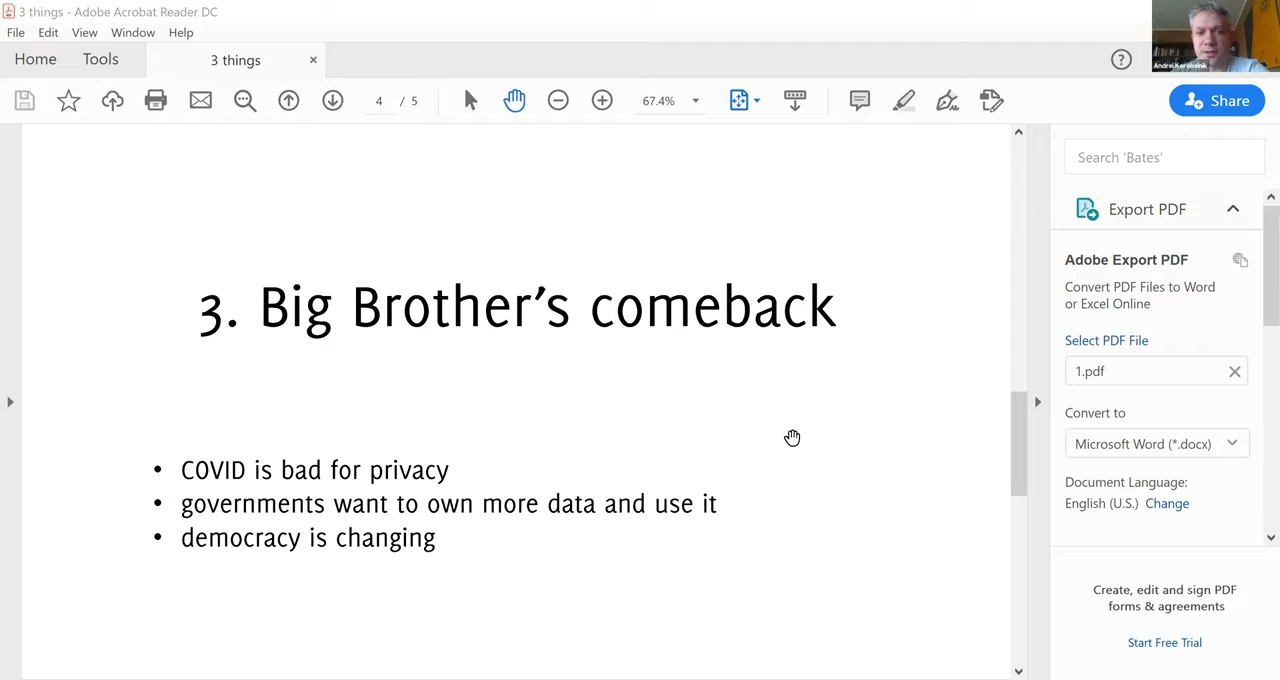 3 things - Adobe Acrobat Reader DC
File Edit View Window Help
Home Tools 3 things
4 / 5 67.4% Share
Search 'Bates'
Export PDF
Adobe Export PDF
Convert PDF Files to Word
or Excel Online
Select PDF File
1.pdf
Convert to
Microsoft Word (*.docx)
Document Language:
English (U.S.) Change
Create, edit and sign PDF
forms & agreements
Start Free Trial
3. Big Brother’s comeback
• COVID is bad for privacy
• governments want to own more data and use it
• democracy is changing
Andrei Korobeinik